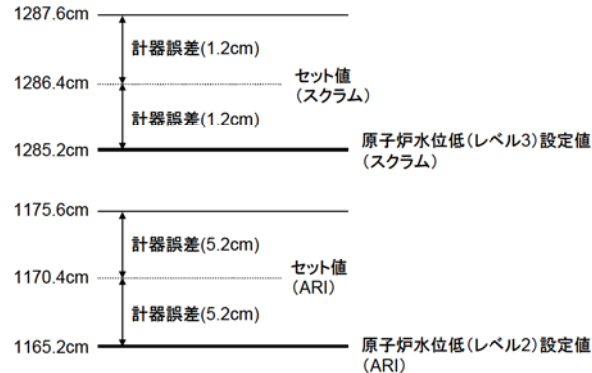 1287.6cm
計器誤差(1.2cm)
1286.4cm
セット値
(スクラム)
計器誤差(1.2cm)
1285.2cm
原子炉水位低(レベル3)設定値
(スクラム)
1175.6cm
計器誤差(5.2cm)
1170.4cm
セット値
(ARI)
計器誤差(5.2cm)
1165.2cm
原子炉水位低(レベル2)設定値
(ARI)